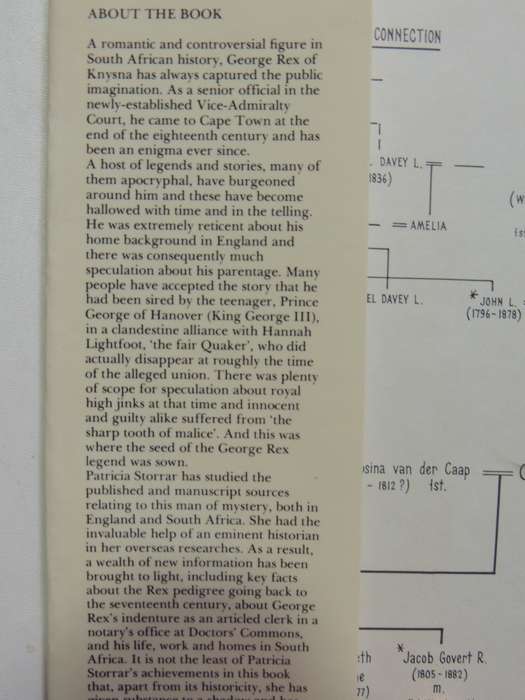 ABOUT THE BOOK
A romantic and controversial figure in
South African history, George Rex of
Knysna has always captured the public
imagination. As a senior official in the
newly-established Vice-Admiralty
Court, he came to Cape Town at the
end of the eighteenth century and has
been an enigma ever since.
A host of legends and stories, many of
them apocryphal, have burgeoned
around him and these have become
hallowed with time and in the telling.
He was extremely reticent about his
home background in England and
there was consequently much
speculation about his parentage. Many
people have accepted the story that he
had been sired by the teenager, Prince
George of Hanover (King George III),
in a clandestine alliance with Hannah
Lightfoot, 'the fair Quaker', who did
actually disappear at roughly the time
of the alleged union. There was plenty
of scope for speculation about royal
high jinks at that time and innocent
and guilty alike suffered from 'the
sharp tooth of malice'. And this was
where the seed of the George Rex
legend was sown.
Patricia Storrar has studied the
published and manuscript sources
relating to this man of mystery, both in
England and South Africa. She had the
invaluable help of an eminent historian
in her overseas researches. As a result,
a wealth of new information has been
brought to light, including key facts
about the Rex pedigree going back to
the seventeenth century, about George
Rex's indenture as an articled clerk in a
notary's office at Doctors' Commons,
and his life, work and homes in South
Africa. It is not the least of Patricia
Storrar's achievements in this book
that, apart from its historicity, she has
CONNECTION
DAVEY L.
1836)
AMELIA
EL DAVEY L.
*JOHN L.
(1796-1878)
sina van der Caap
- 1812?) 1st.
*
Jacob Govert R.
(1805-1882)
m.
77)